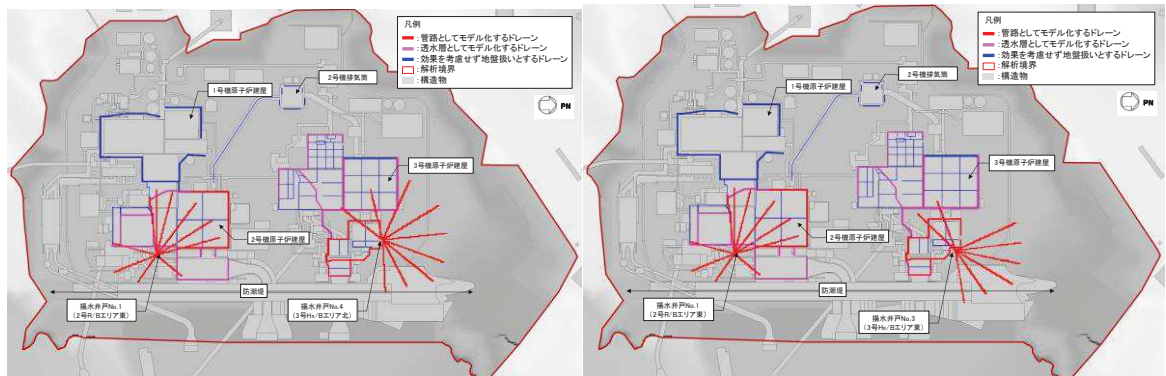 凡例
：管路としてモデル化するドレーン
：透水層としてモデル化するドレーン
：効果を考慮せず地盤扱いとするドレーン
：解析境界
：構造物
PN
2号機排気筒
1号機原子炉建屋
3号機原子炉建屋
2号機原子炉建屋
防潮堤
揚水井戸No.1
（2号R/Bエリア東）
揚水井戸No.4
（3号Hx/Bエリア北）
凡例
：管路としてモデル化するドレーン
：透水層としてモデル化するドレーン
：効果を考慮せず地盤扱いとするドレーン
：解析境界
：構造物
PN
2号機排気筒
1号機原子炉建屋
3号機原子炉建屋
2号機原子炉建屋
防潮堤
揚水井戸No.1
（2号R/Bエリア東）
揚水井戸No.3
（3号Hx/Bエリア東）